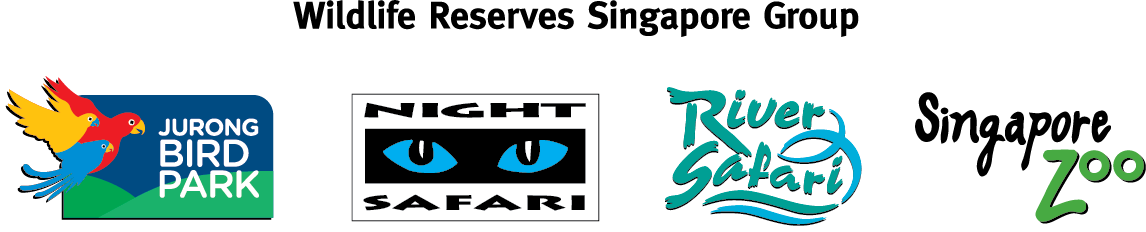 Wildlife Reserves Singapore Group
JURONG
BIRD
PARK
NIGHT
SAFARI
River
Safari
Singapore
Zoo